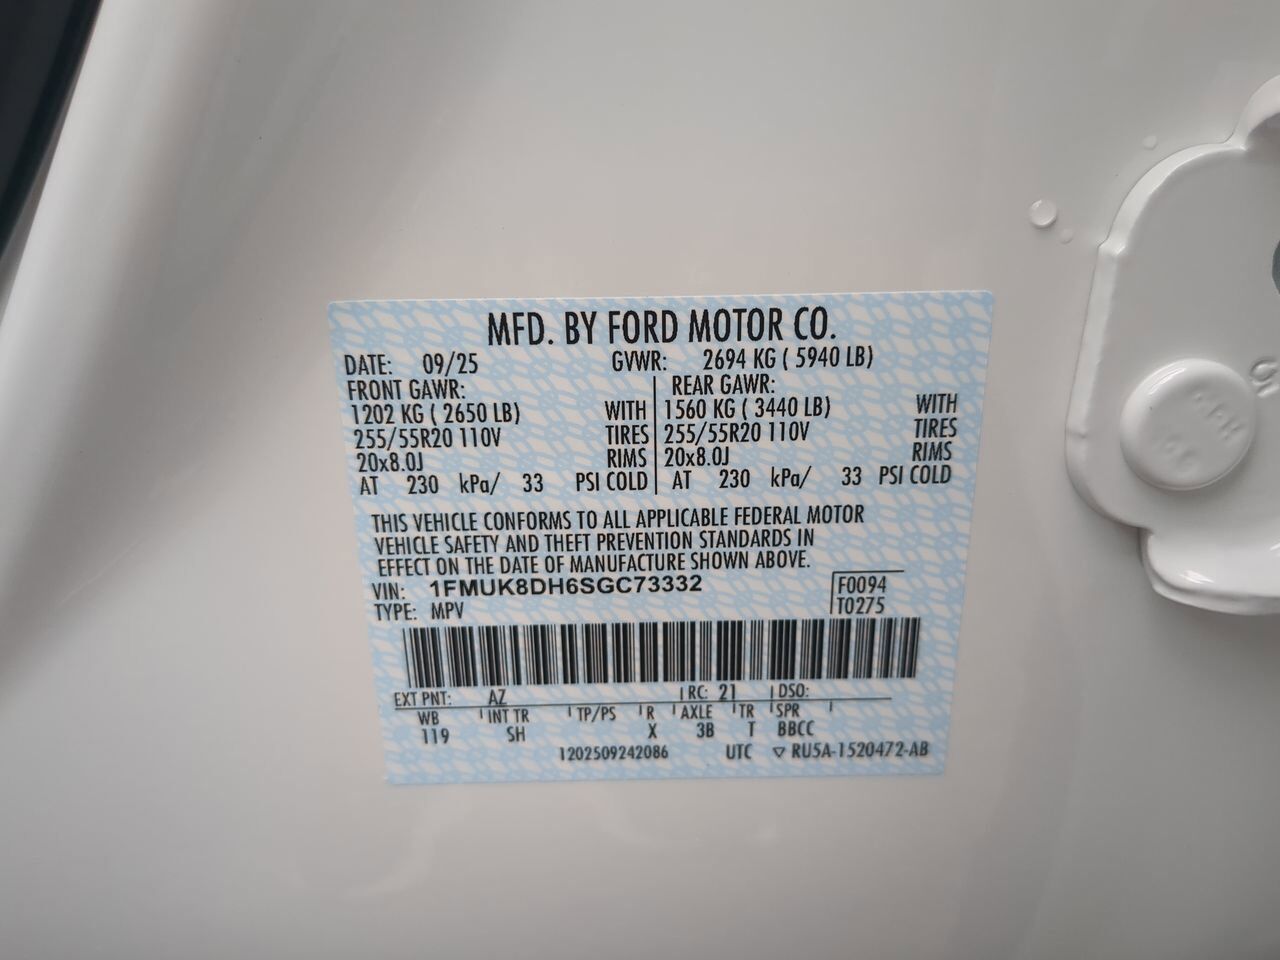 MFD. BY FORD MOTOR CO.
DATE: 09/25 GVWR: 2694 KG ( 5940 LB)
FRONT GAWR: REAR GAWR:
1202 KG ( 2650 LB) WITH 1560 KG ( 3440 LB) WITH
255/55R20 110V TIRES 255/55R20 110V TIRES
20x8.0J RIMS 20x8.0J RIMS
AT 230 kPa/ 33 PSI COLD AT 230 kPa/ 33 PSI COLD
THIS VEHICLE CONFORMS TO ALL APPLICABLE FEDERAL MOTOR
VEHICLE SAFETY AND THEFT PREVENTION STANDARDS IN
EFFECT ON THE DATE OF MANUFACTURE SHOWN ABOVE.
VIN: 1FMUK8DH6SGC73332 F0094
TYPE: MPV T0275
EXT PNT: AZ RC: 21 DSO:
WB INT TR TP/PS R AXLE TR SPR
119 SH X 3B T BBCC
1202509242086 UTC ▽ RU5A-1520472-AB